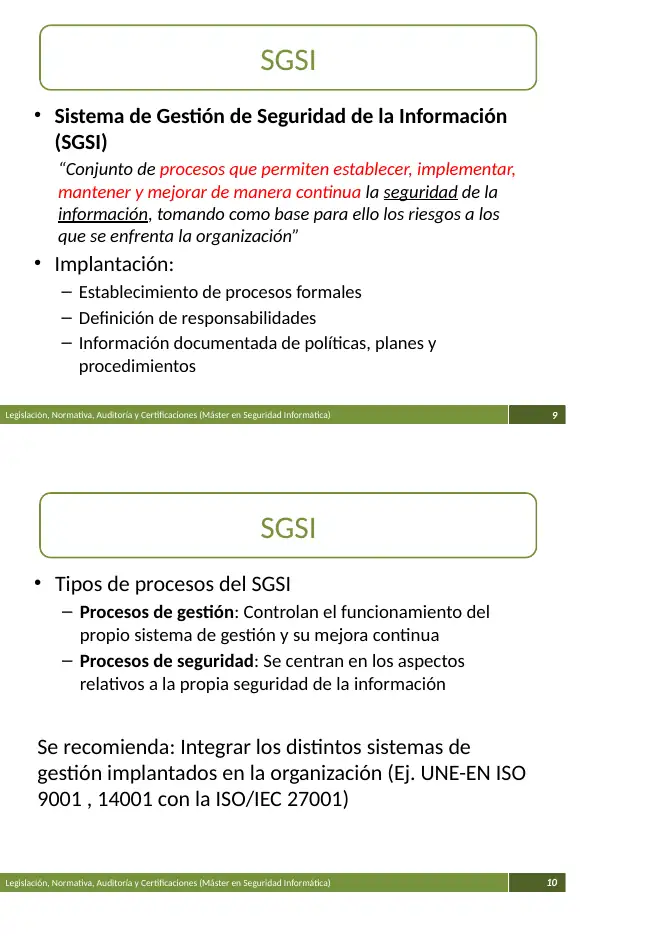 SGSI
• Sistema de Gestión de Seguridad de la Información
(SGSI)
“Conjunto de procesos que permiten establecer, implementar,
mantener y mejorar de manera continua la seguridad de la
información, tomando como base para ello los riesgos a los
que se enfrenta la organización”
• Implantación:
– Establecimiento de procesos formales
– Definición de responsabilidades
– Información documentada de políticas, planes y
procedimientos
Legislación, Normativa, Auditoría y Certificaciones (Máster en Seguridad Informática) 9
SGSI
• Tipos de procesos del SGSI
– Procesos de gestión: Controlan el funcionamiento del
propio sistema de gestión y su mejora continua
– Procesos de seguridad: Se centran en los aspectos
relativos a la propia seguridad de la información
Se recomienda: Integrar los distintos sistemas de
gestión implantados en la organización (Ej. UNE-EN ISO
9001 , 14001 con la ISO/IEC 27001)
Legislación, Normativa, Auditoría y Certificaciones (Máster en Seguridad Informática) 10